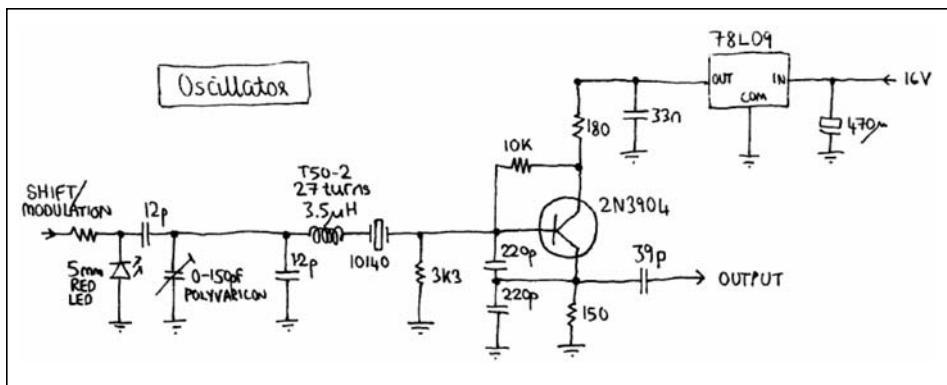 Oscillator
78L09
OUT
IN
COM
16V
33n
470µ
180
10K
2N3904
T50-2
27 turns
3.5µH
SHIFT/
MODULATION
12p
5mm
RED
LED
0-150pF
POLYVARICON
12p
10140
3K3
220p
220p
39p
OUTPUT
150